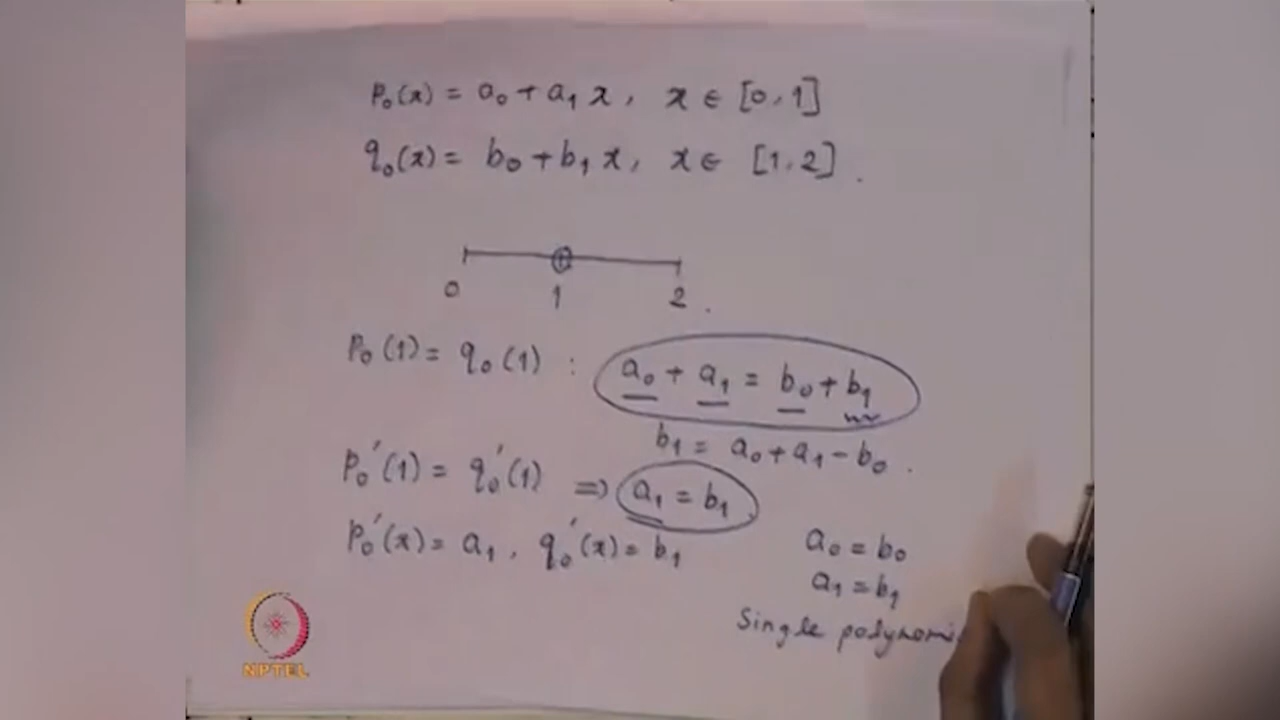 p₀(x) = a₀ + a₁ x, x ∈ [0, 1]
q₀(x) = b₀ + b₁ x, x ∈ [1, 2].
0 1 2.
p₀(1) = q₀(1) : a₀ + a₁ = b₀ + b₁
b₁ = a₀ + a₁ - b₀.
p₀'(1) = q₀'(1) ⇒ a₁ = b₁
p₀'(x) = a₁, q₀'(x) = b₁
a₀ = b₀
a₁ = b₁
Single polynomi
NPTEL